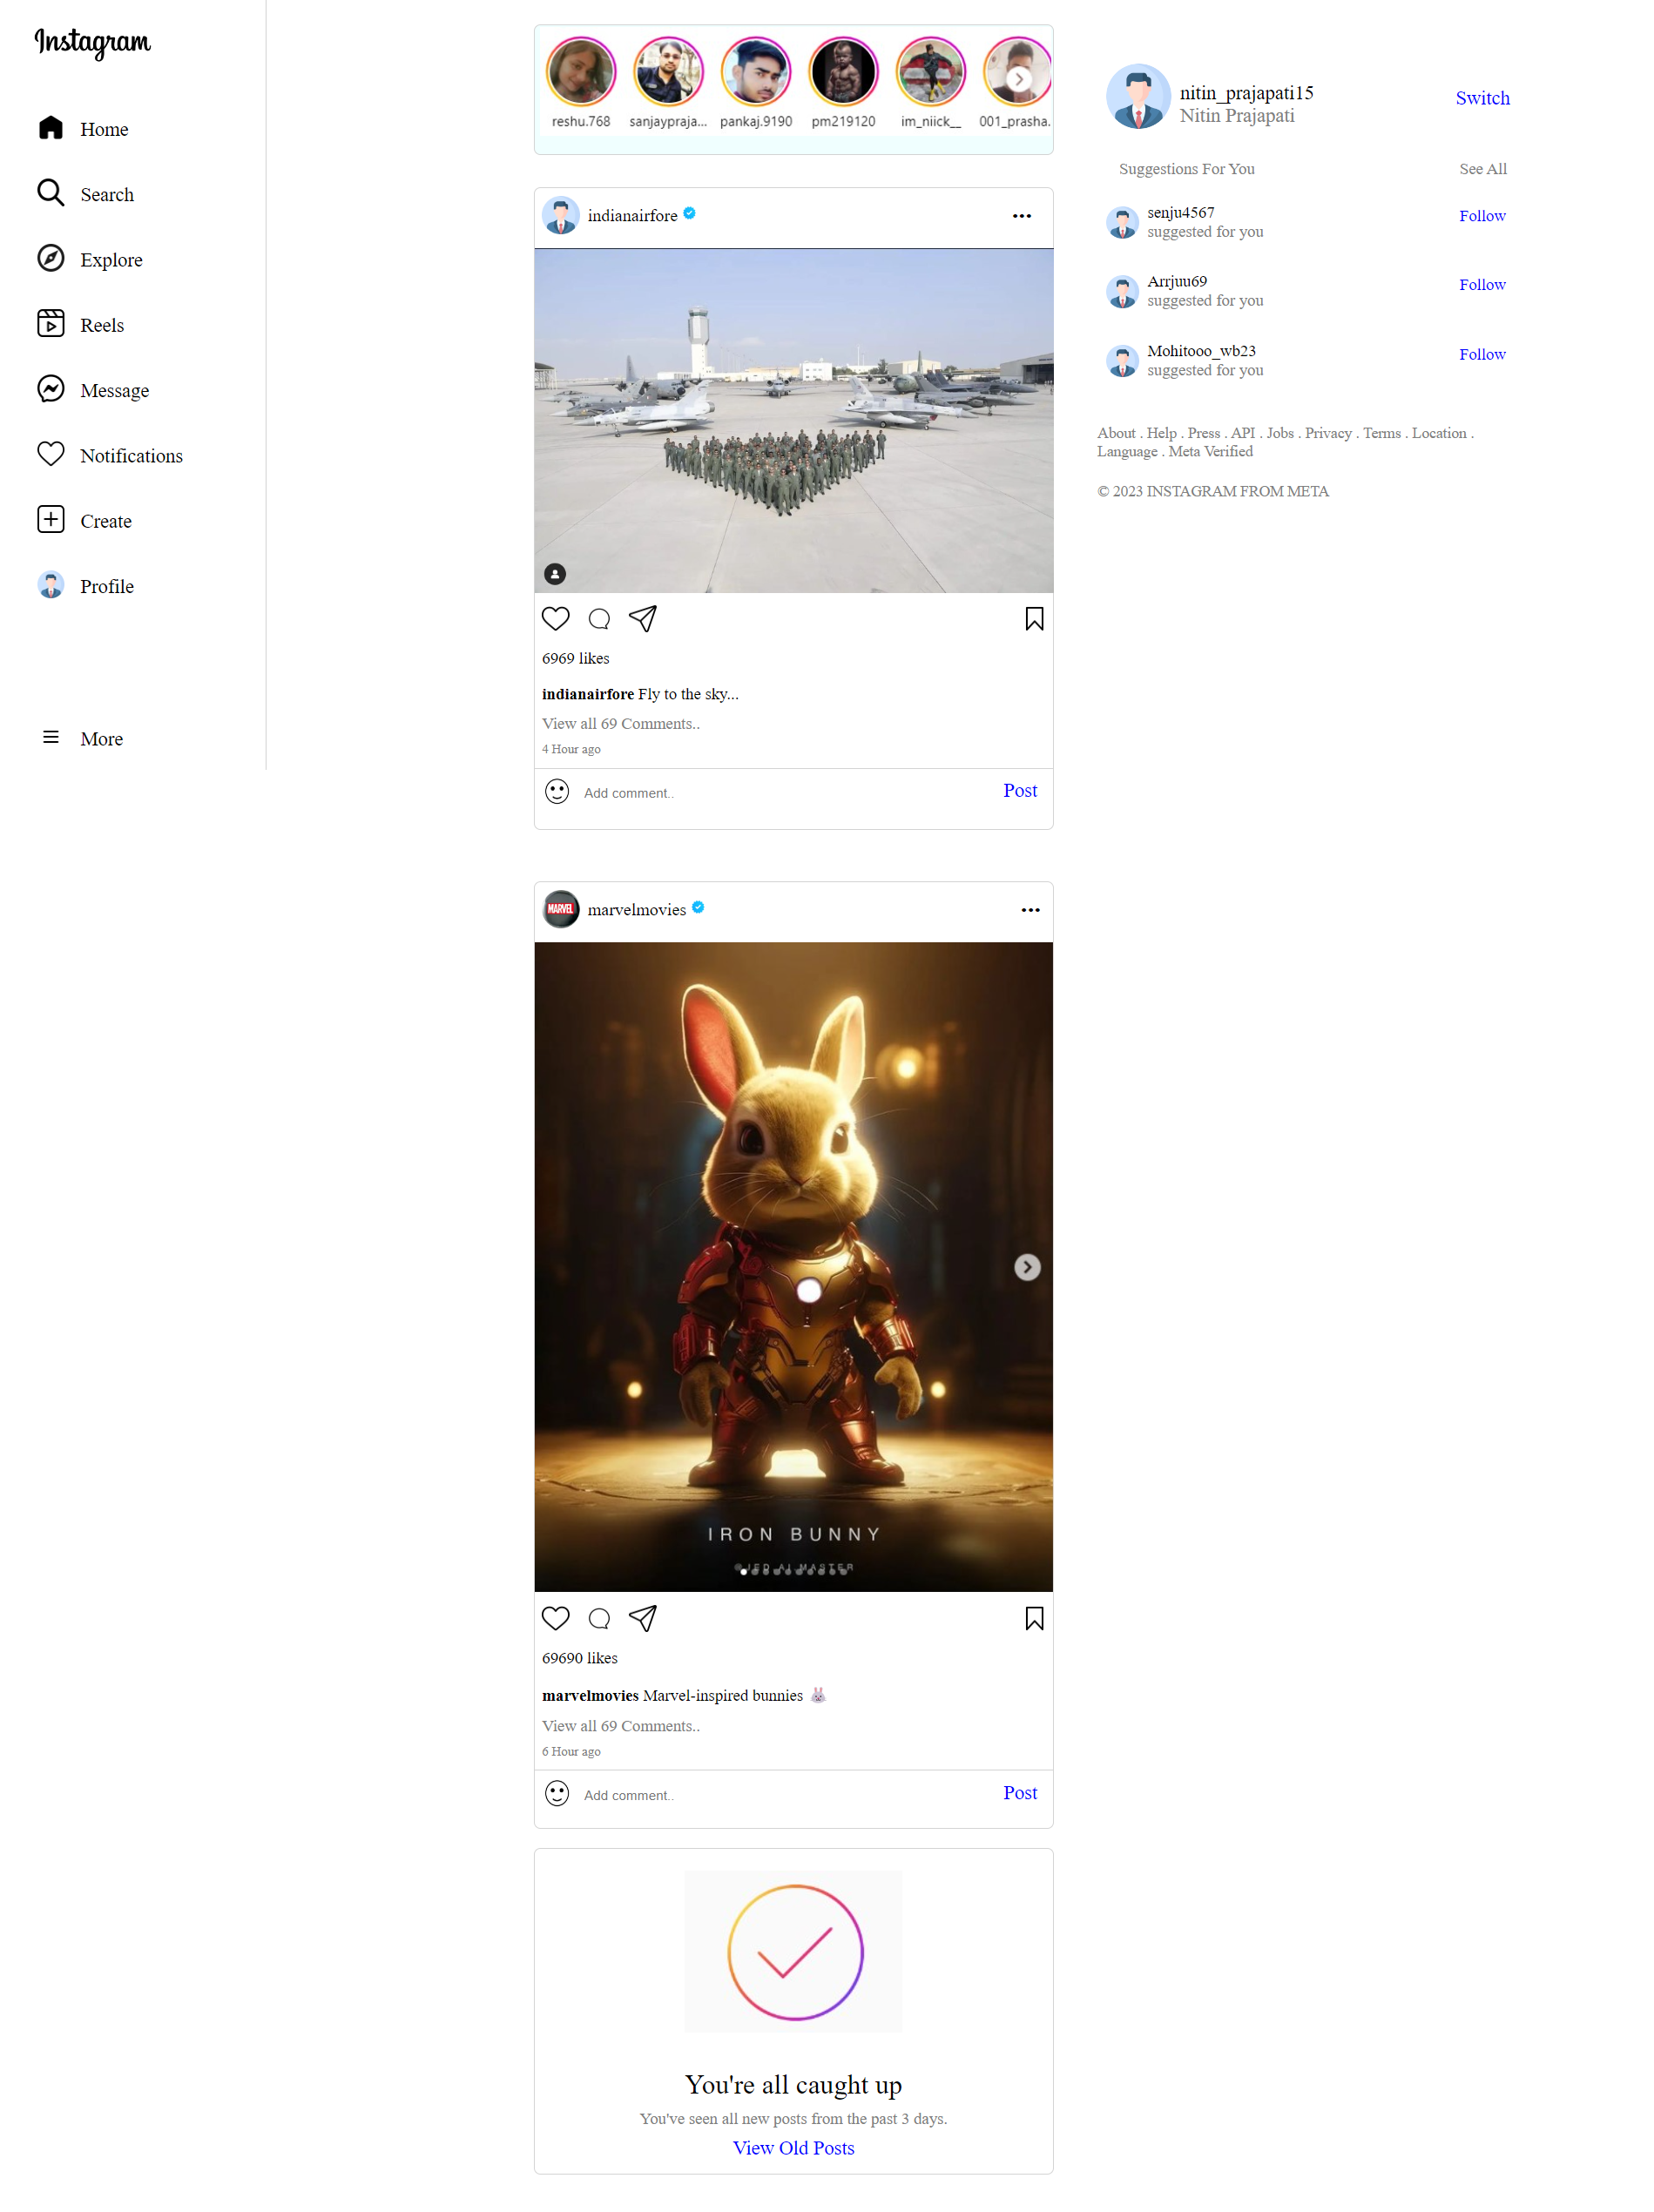 Instagram
Home
Search
Explore
Reels
Message
Notifications
Create
Profile
More
reshu.768 sanjaypraja... pankaj.9190 pm219120 im_niick__ 001_prasha.
indianairfore
6969 likes
indianairfore Fly to the sky...
View all 69 Comments..
4 Hour ago
Add comment.. Post
MARVEL
marvelmovies
IRON BUNNY
@JED.AI.MASTER
69690 likes
marvelmovies Marvel-inspired bunnies 🐰
View all 69 Comments..
6 Hour ago
Add comment.. Post
You're all caught up
You've seen all new posts from the past 3 days.
View Old Posts
nitin_prajapati15
Nitin Prajapati
Switch
Suggestions For You See All
senju4567
suggested for you
Follow
Arrjuu69
suggested for you
Follow
Mohitooo_wb23
suggested for you
Follow
About . Help . Press . API . Jobs . Privacy . Terms . Location .
Language . Meta Verified
© 2023 INSTAGRAM FROM META